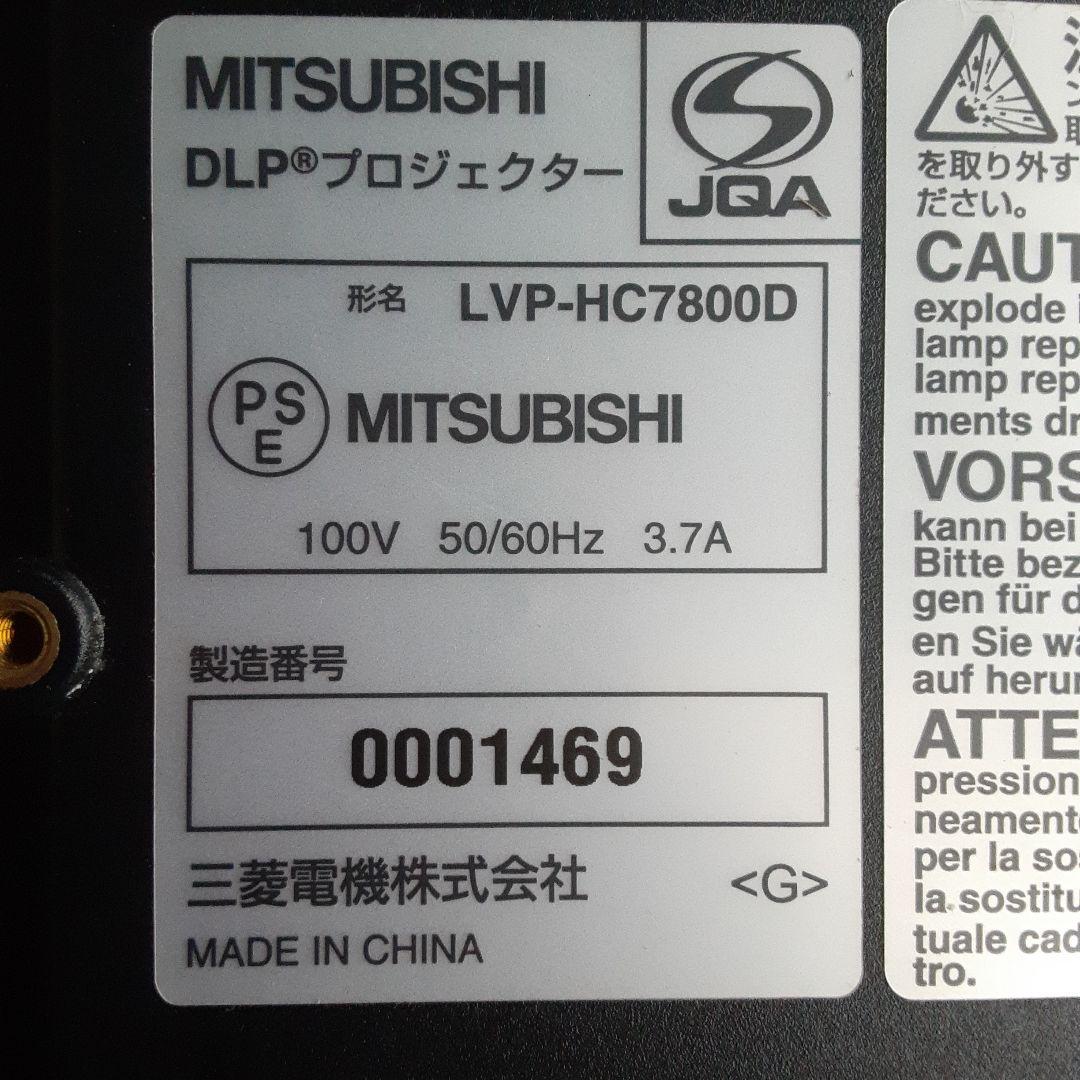 MITSUBISHI
DLP®プロジェクター
JQA
形名 LVP-HC7800D
PSE MITSUBISHI
100V 50/60Hz 3.7A
製造番号
0001469
三菱電機株式会社 <G>
MADE IN CHINA
を取り外す
ださい。
CAUT
explode
lamp rep
lamp rep
ments dr
VORS
kann bei
Bitte bez
gen für d
en Sie wä
auf herun
ATTE
pression
neamento
per la so
la sostitu
tuale cad
tro.